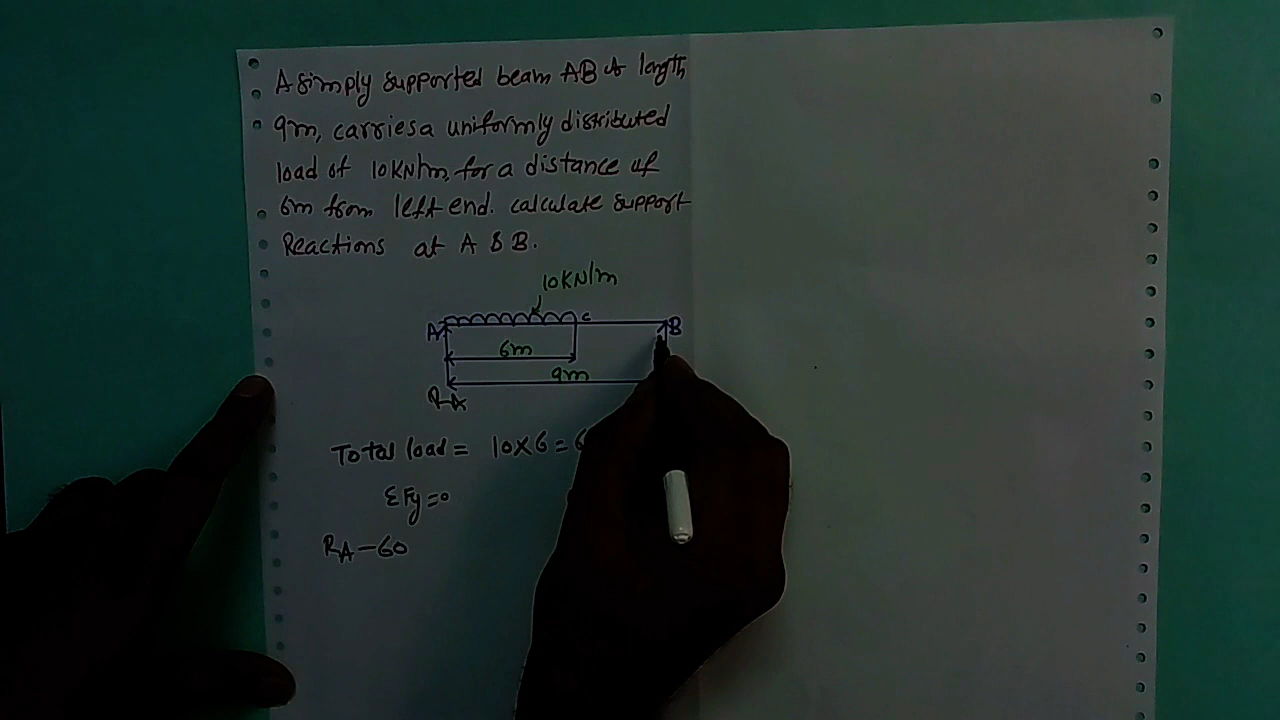 A simply supported beam AB of length
9m, carries a uniformly distributed
load of 10KN/m, for a distance of
6m from left end. calculate support
Reactions at A & B.
10KN/m
A C B
6m
9m
RA
Total load = 10×6=6
ΣFy=0
RA-60